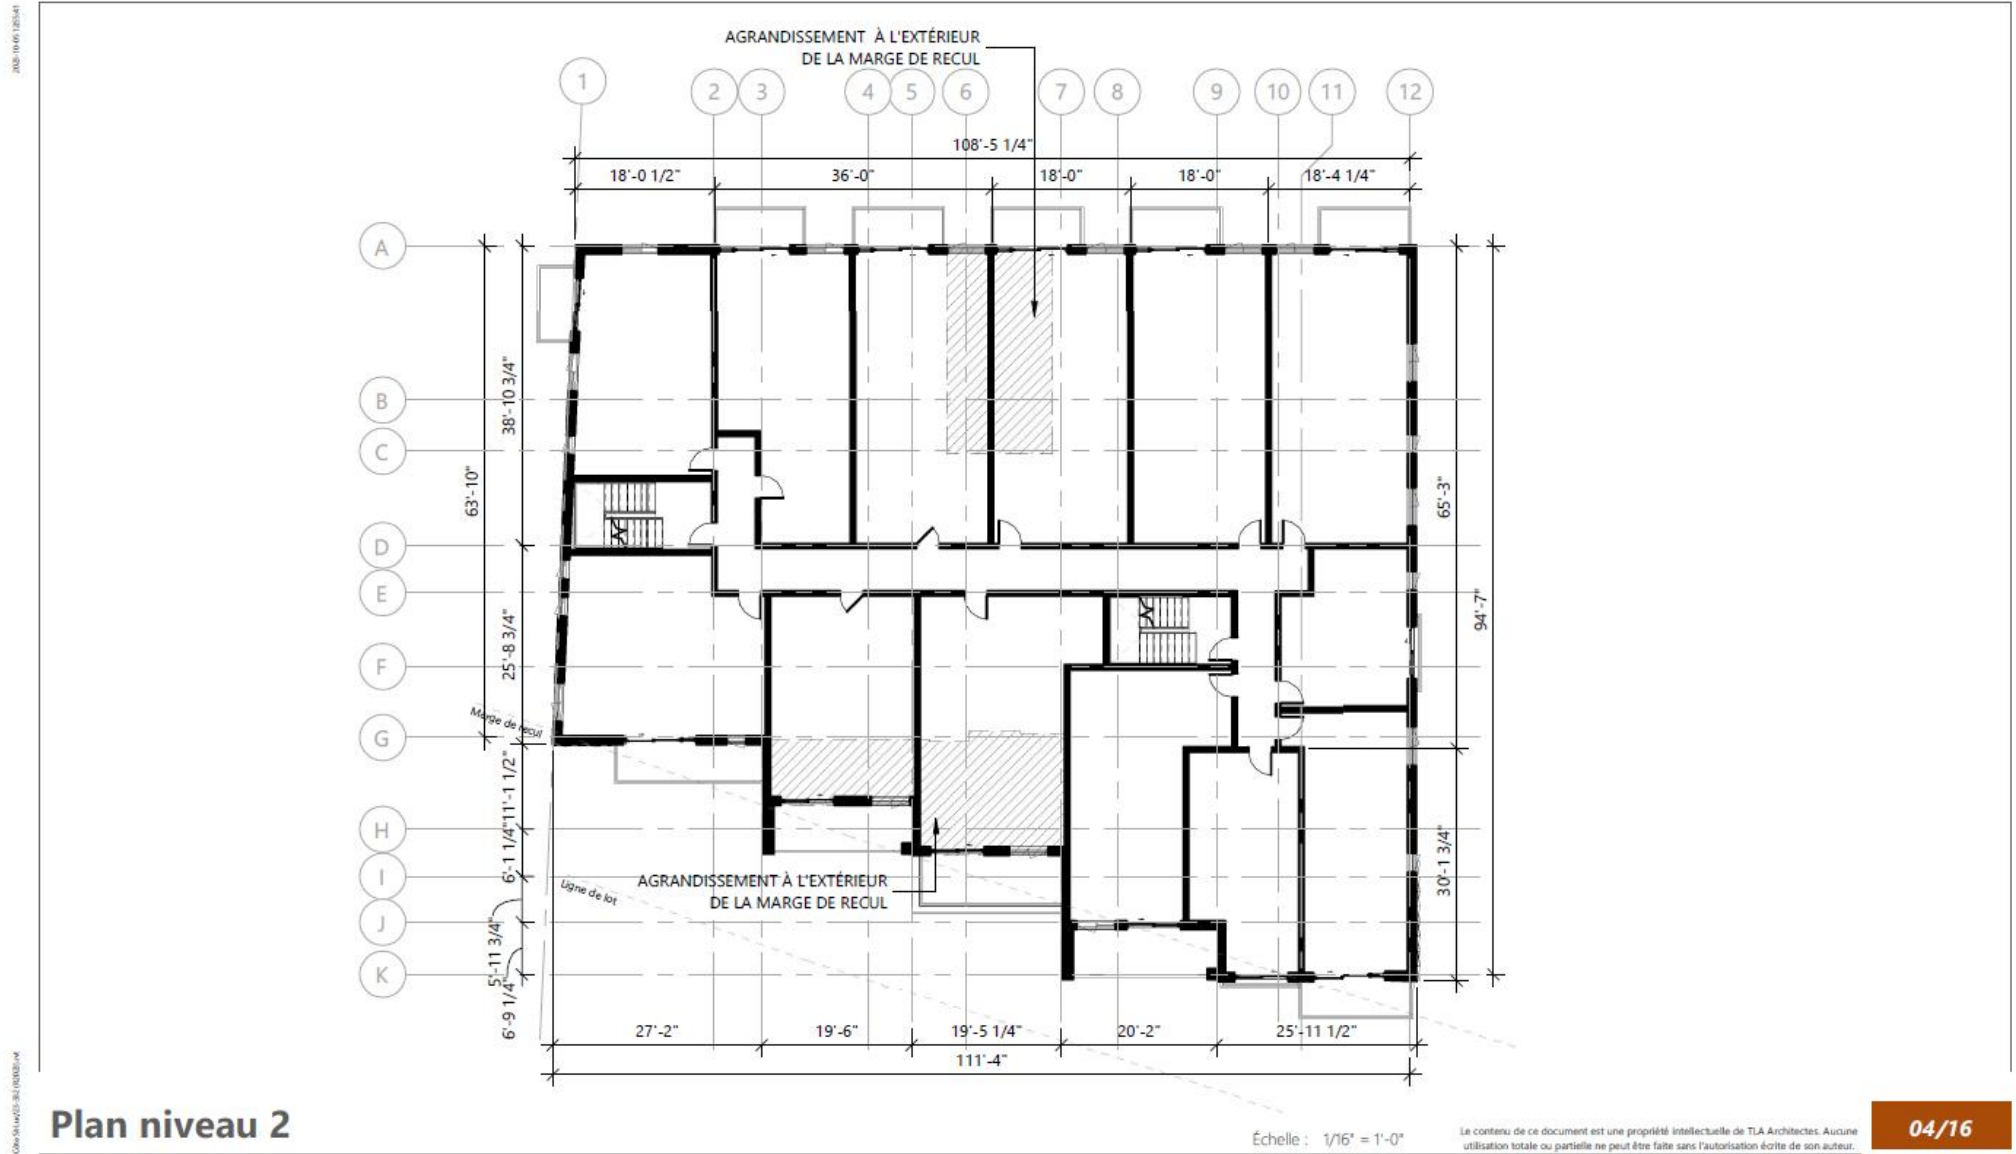 AGRANDISSEMENT À L'EXTÉRIEUR
DE LA MARGE DE RECUL
1
2
3
4
5
6
7
8
9
10
11
12
108'-5 1/4"
18'-0 1/2"
36'-0"
18'-0"
18'-0"
18'-4 1/4"
A
B
C
D
E
F
G
H
I
J
K
38'-10 3/4"
63'-10"
25'-8 3/4"
11'-1 1/2"
6'-1 1/4"
5'-11 3/4"
6'-9 1/4"
65'-3"
94'-7"
30'-1 3/4"
Marge de recul
Ligne de lot
AGRANDISSEMENT À L'EXTÉRIEUR
DE LA MARGE DE RECUL
27'-2"
19'-6"
19'-5 1/4"
20'-2"
25'-11 1/2"
111'-4"
Plan niveau 2
Échelle : 1/16" = 1'-0"
Le contenu de ce document est une propriété intellectuelle de TLA Architectes. Aucune
utilisation totale ou partielle ne peut être faite sans l'autorisation écrite de son auteur.
04/16